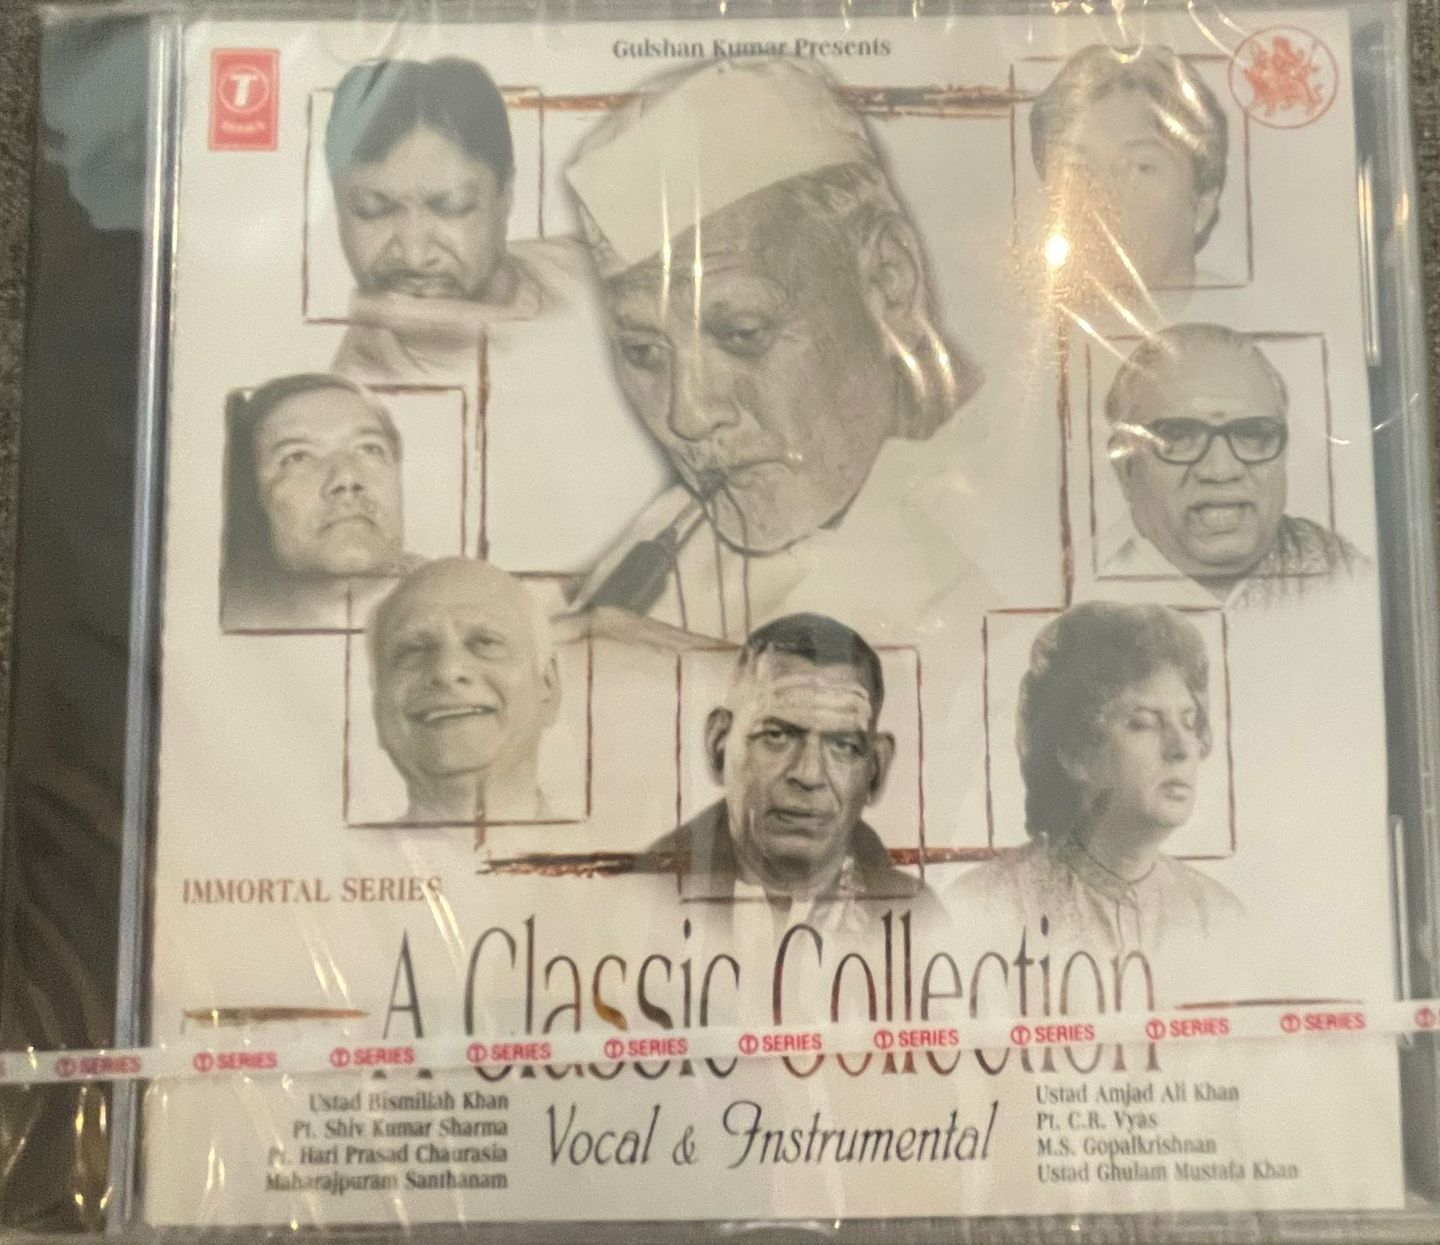 Gulshan Kumar Presents
T
SERIES
IMMORTAL SERIES
A Classic Collection
T SERIES T SERIES T SERIES T SERIES T SERIES T SERIES T SERIES T SERIES T SERIES T SERIES
Vocal & Instrumental
Ustad Bismillah Khan
Pt. Shiv Kumar Sharma
Pt. Hari Prasad Chaurasia
Maharajpuram Santhanam
Ustad Amjad Ali Khan
Pt. C.R. Vyas
M.S. Gopalkrishnan
Ustad Ghulam Mustafa Khan